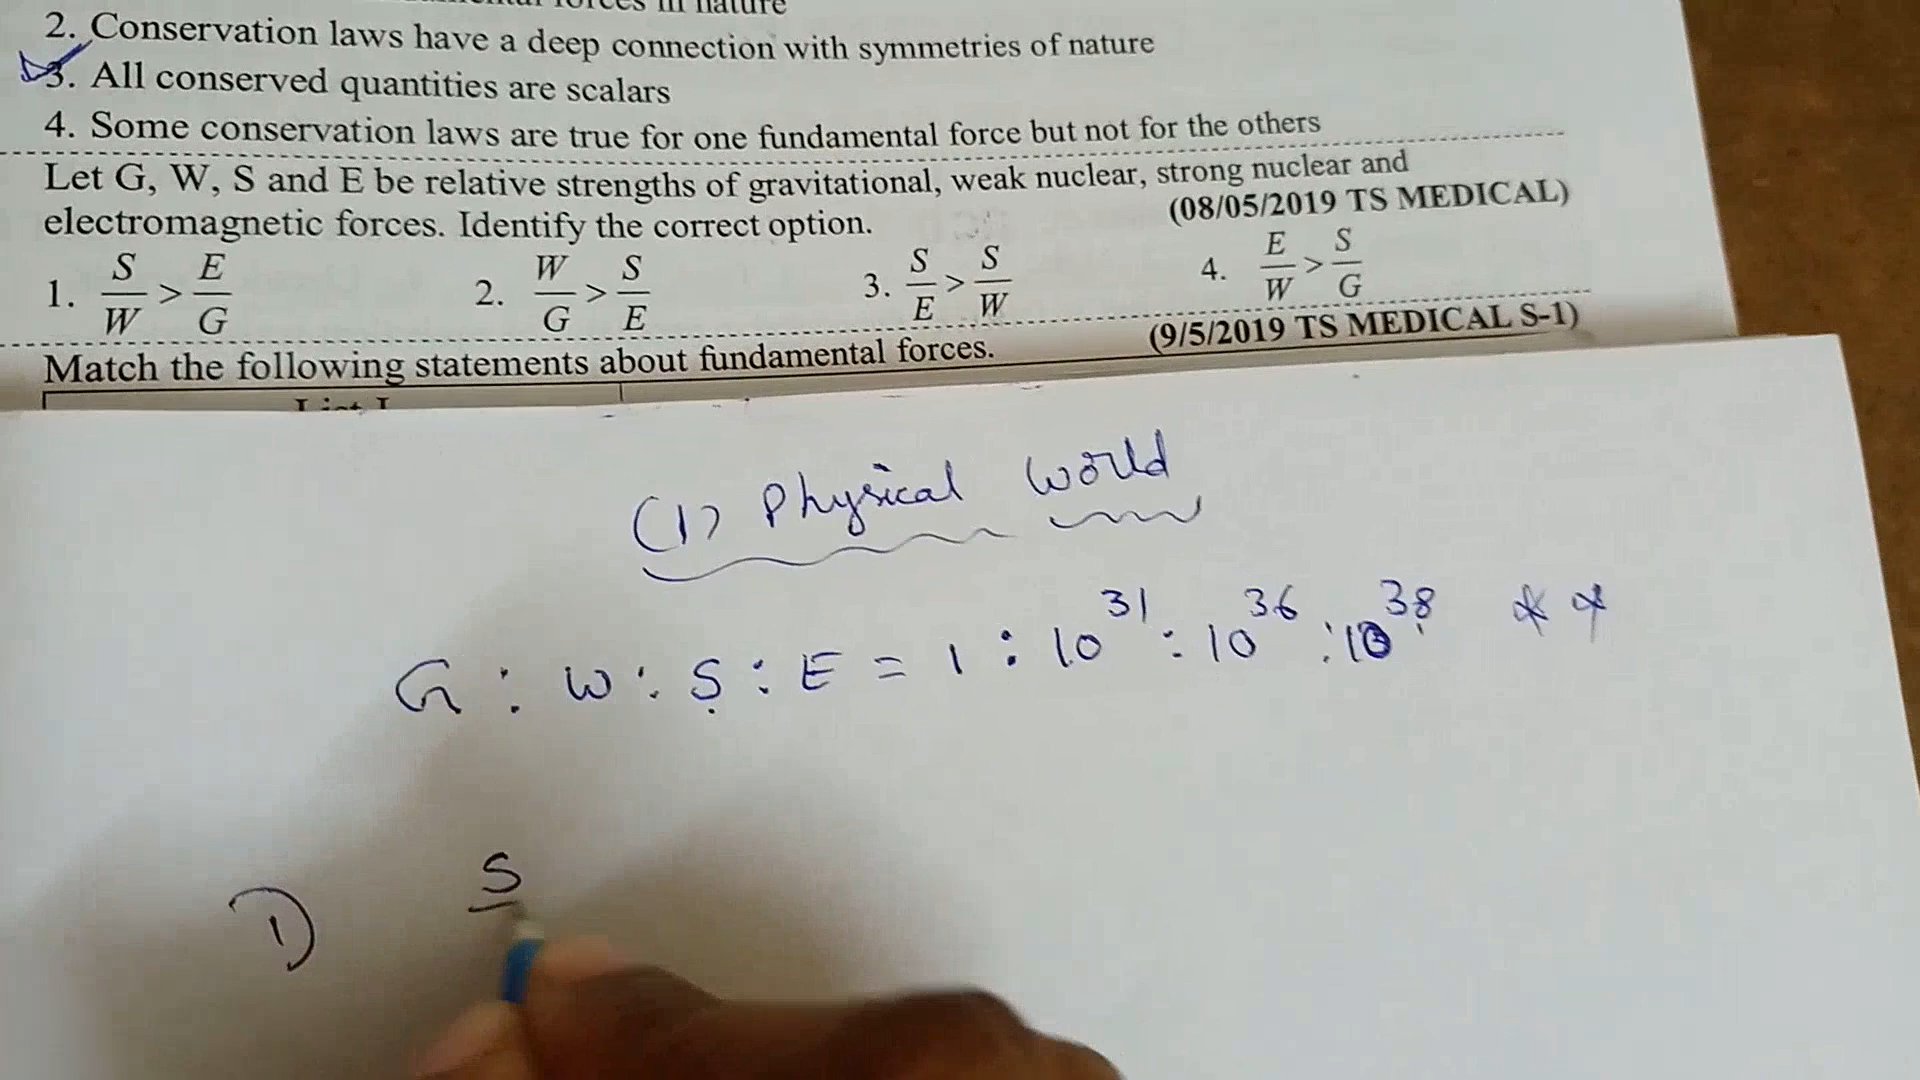 forces in nature
2. Conservation laws have a deep connection with symmetries of nature
3. All conserved quantities are scalars
4. Some conservation laws are true for one fundamental force but not for the others
Let G, W, S and E be relative strengths of gravitational, weak nuclear, strong nuclear and
electromagnetic forces. Identify the correct option. (08/05/2019 TS MEDICAL)
1. S/W > E/G 2. W/G > S/E 3. S/E > S/W 4. E/W > S/G
Match the following statements about fundamental forces. (9/5/2019 TS MEDICAL S-1)
List I
(1) Physical World
G : W : S : E = 1 : 10^31 : 10^36 : 10^38 * *
1) S